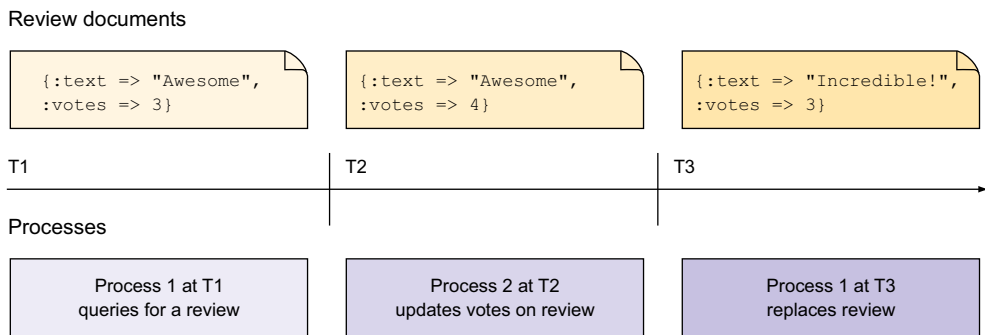 Review documents
{:text => "Awesome",
:votes => 3}
{:text => "Awesome",
:votes => 4}
{:text => "Incredible!",
:votes => 3}
T1
T2
T3
Processes
Process 1 at T1
queries for a review
Process 2 at T2
updates votes on review
Process 1 at T3
replaces review